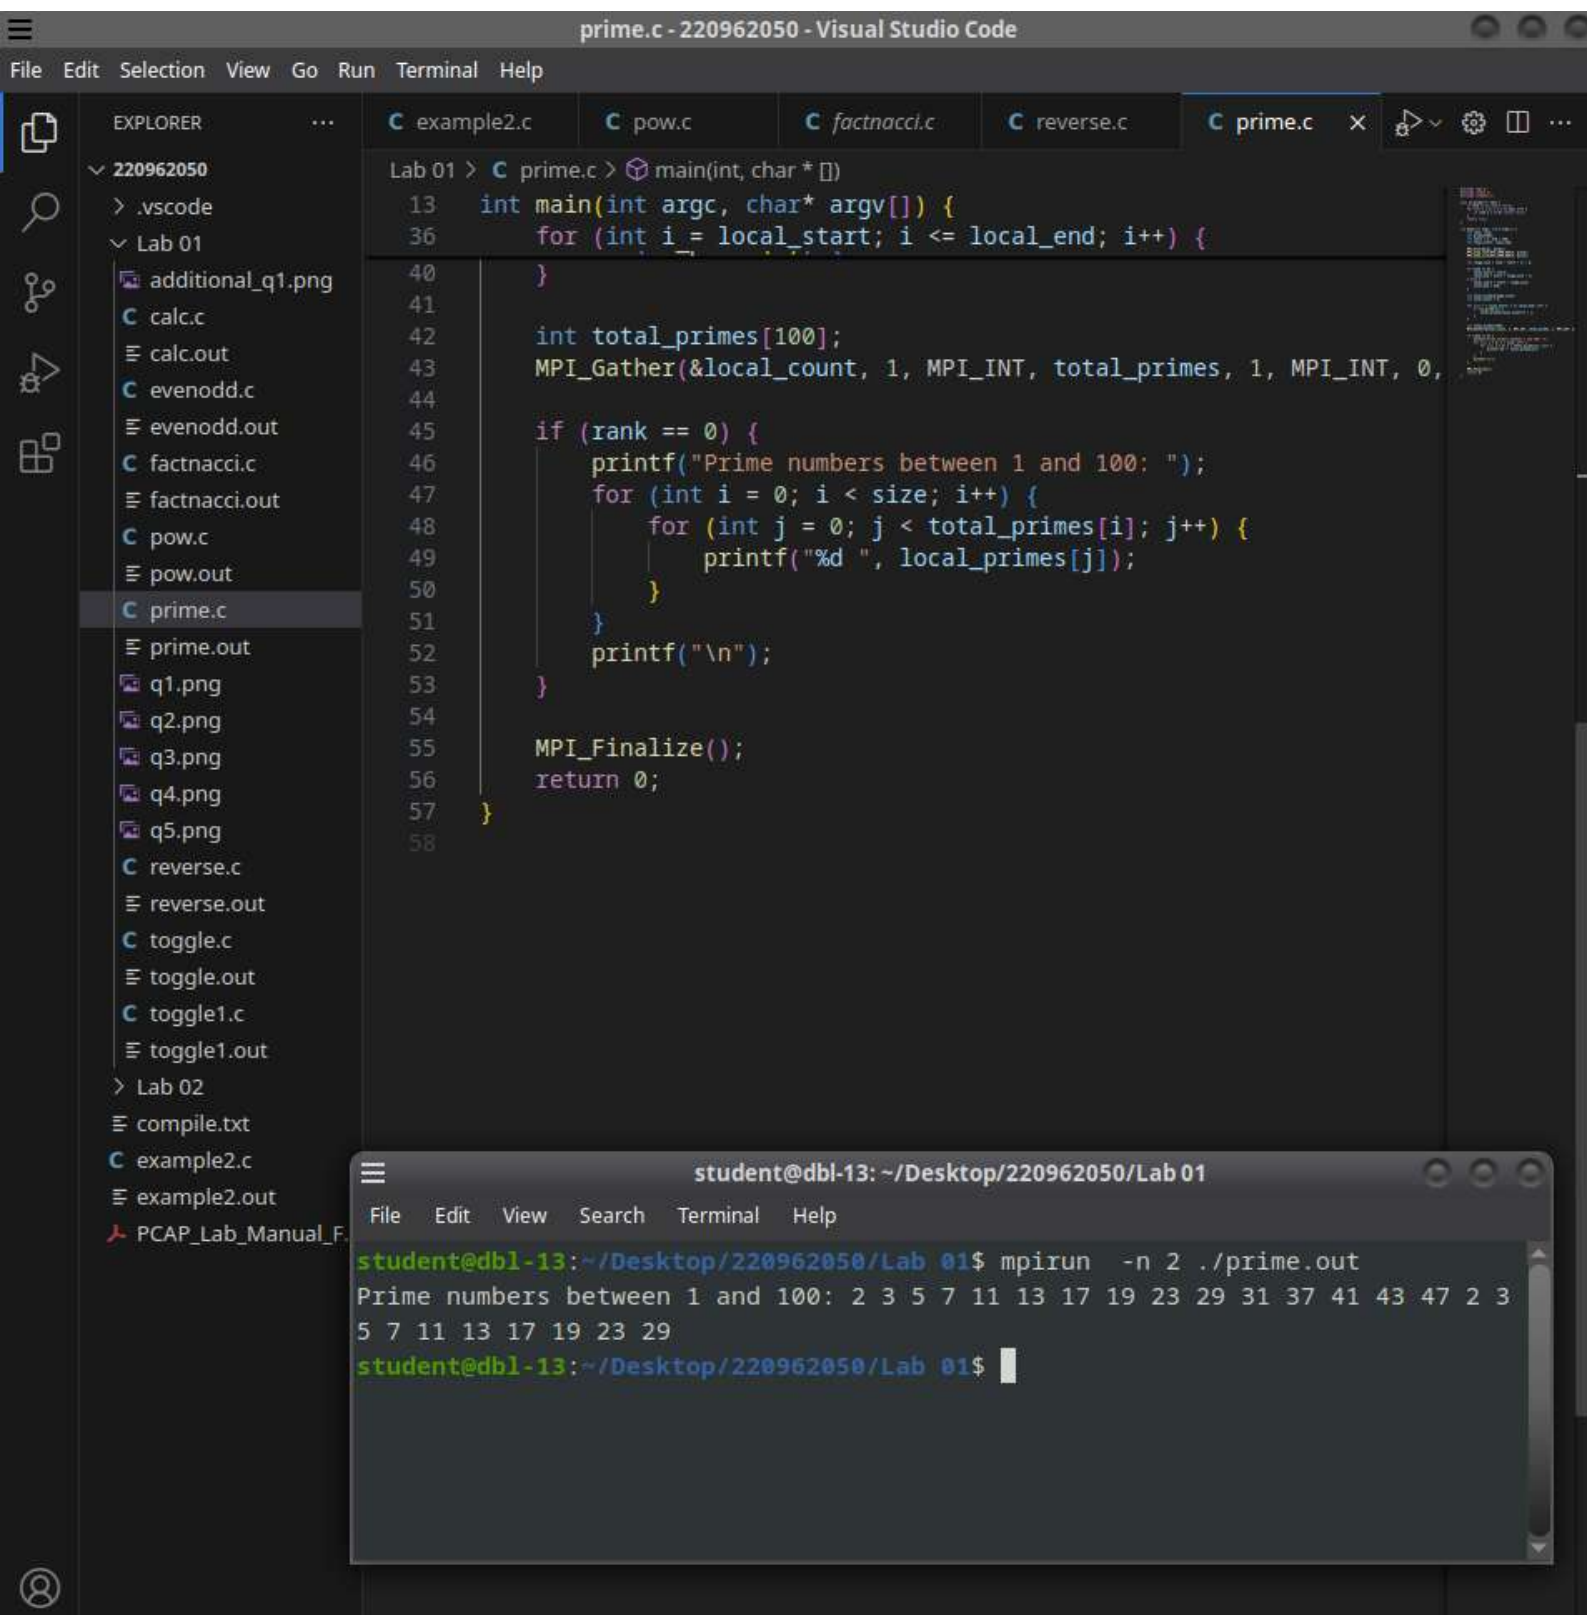 prime.c - 220962050 - Visual Studio Code
File Edit Selection View Go Run Terminal Help
EXPLORER ...
220962050
.vscode
Lab 01
additional_q1.png
C calc.c
calc.out
C evenodd.c
evenodd.out
C factnacci.c
factnacci.out
C pow.c
pow.out
C prime.c
prime.out
q1.png
q2.png
q3.png
q4.png
q5.png
C reverse.c
reverse.out
C toggle.c
toggle.out
C toggle1.c
toggle1.out
Lab 02
compile.txt
C example2.c
example2.out
PCAP_Lab_Manual_F.
C example2.c C pow.c C factnacci.c C reverse.c C prime.c
Lab 01 > C prime.c > main(int, char * [])
13 int main(int argc, char* argv[]) {
36 for (int i = local_start; i <= local_end; i++) {
40 }
41
42 int total_primes[100];
43 MPI_Gather(&local_count, 1, MPI_INT, total_primes, 1, MPI_INT, 0,
44
45 if (rank == 0) {
46 printf("Prime numbers between 1 and 100: ");
47 for (int i = 0; i < size; i++) {
48 for (int j = 0; j < total_primes[i]; j++) {
49 printf("%d ", local_primes[j]);
50 }
51 }
52 printf("\n");
53 }
54
55 MPI_Finalize();
56 return 0;
57 }
58
student@dbl-13: ~/Desktop/220962050/Lab 01
File Edit View Search Terminal Help
student@dbl-13:~/Desktop/220962050/Lab 01$ mpirun  -n 2 ./prime.out
Prime numbers between 1 and 100: 2 3 5 7 11 13 17 19 23 29 31 37 41 43 47 2 3
5 7 11 13 17 19 23 29
student@dbl-13:~/Desktop/220962050/Lab 01$